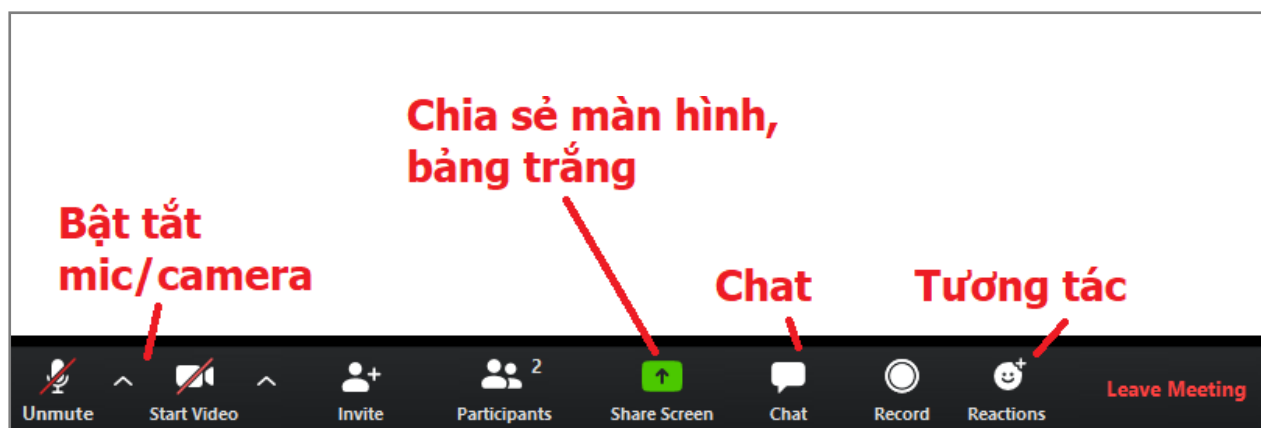 Chia sẻ màn hình,
bảng trắng
Bật tắt
mic/camera
Chat
Tương tác
2
Unmute
Start Video
Invite
Participants
Share Screen
Chat
Record
Reactions
Leave Meeting